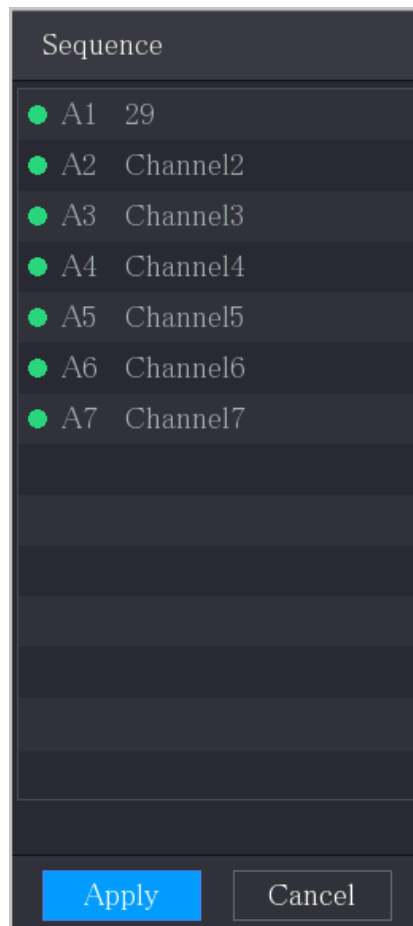 Sequence
A1 29
A2 Channel2
A3 Channel3
A4 Channel4
A5 Channel5
A6 Channel6
A7 Channel7
Apply Cancel